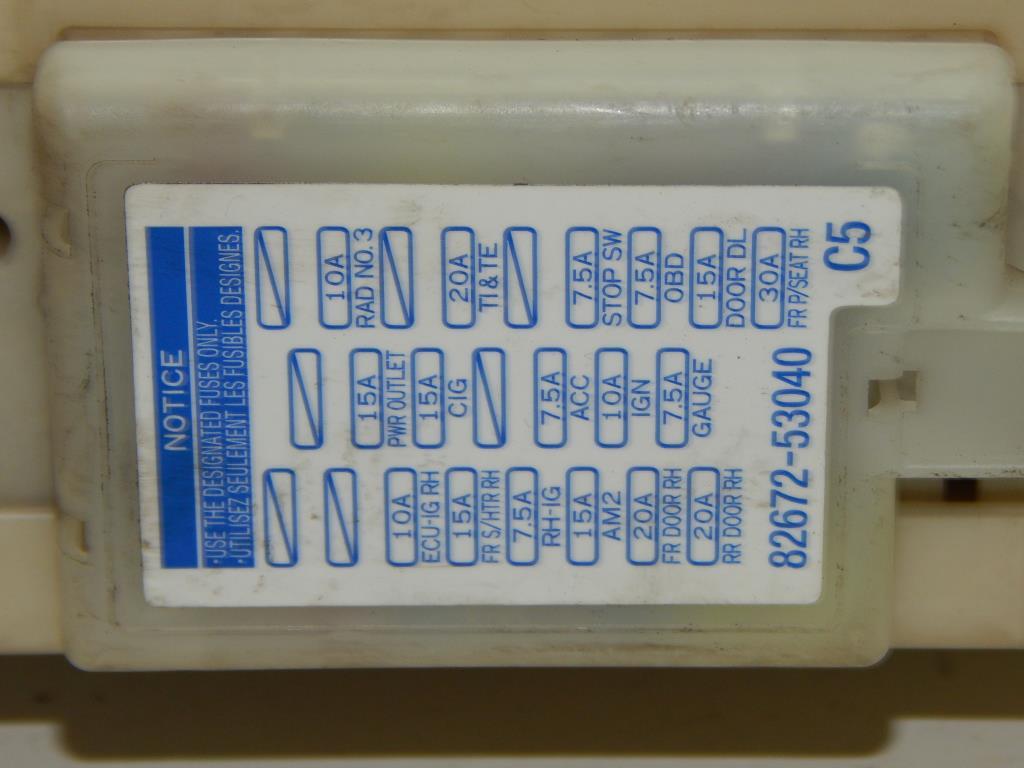 NOTICE
·USE THE DESIGNATED FUSES ONLY.
·UTILISEZ SEULEMENT LES FUSIBLES DESIGNES.
10A
ECU-IG RH
15A
FR S/HTR RH
7.5A
RH-IG
15A
AM2
20A
FR DOOR RH
20A
RR DOOR RH
15A
PWR OUTLET
15A
CIG
7.5A
ACC
10A
IGN
7.5A
GAUGE
10A
RAD NO. 3
20A
TI & TE
7.5A
STOP SW
7.5A
OBD
15A
DOOR DL
30A
FR P/SEAT RH
82672-53040
C5